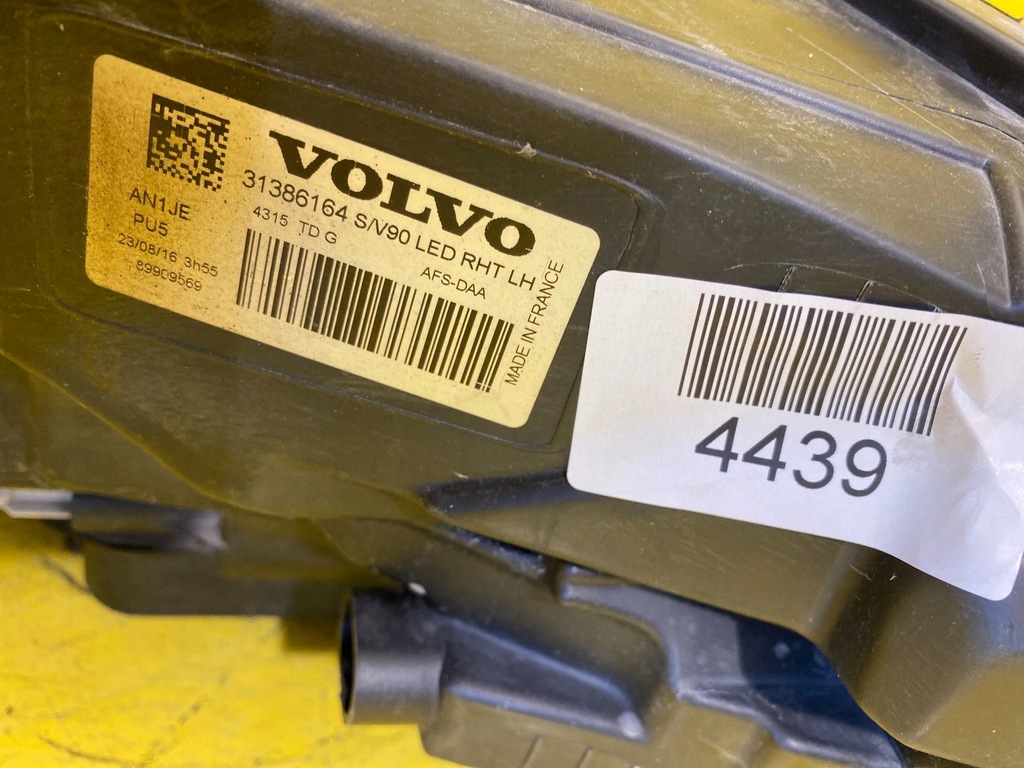 VOLVO
31386164 S/V90 LED RHT LH
4315 TD G
AFS-DAA
AN1JE
PU5
23/08/16 3h55
89909569
MADE IN FRANCE
4439